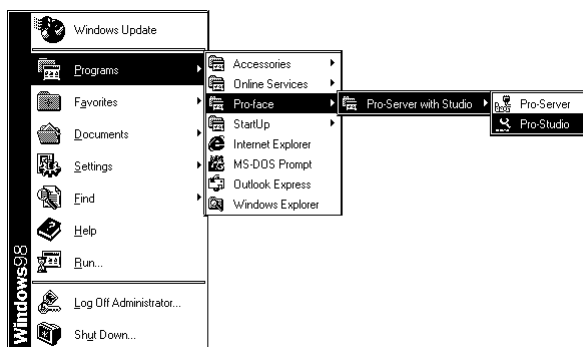 Windows Update
Programs
Favorites
Documents
Settings
Find
Help
Run...
Log Off Administrator...
Shut Down...
Windows98
Accessories
Online Services
Pro-face
StartUp
Internet Explorer
MS-DOS Prompt
Outlook Express
Windows Explorer
Pro-Server with Studio
Pro-Server
Pro-Studio